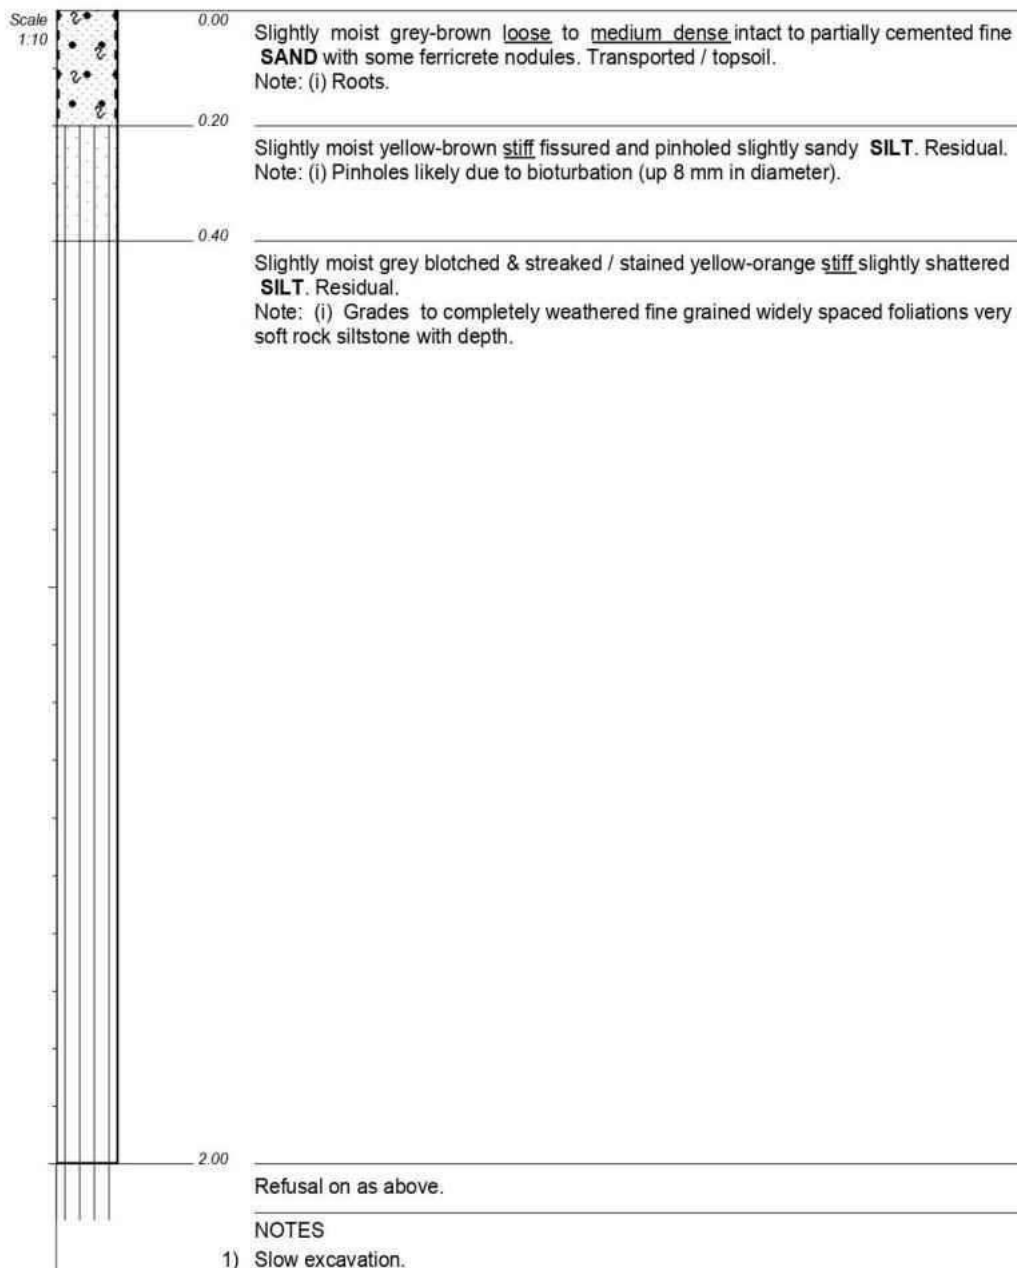 Scale
1:10
0.00
Slightly moist grey-brown loose to medium dense intact to partially cemented fine
SAND with some ferricrete nodules. Transported / topsoil.
Note: (i) Roots.
0.20
Slightly moist yellow-brown stiff fissured and pinholed slightly sandy SILT. Residual.
Note: (i) Pinholes likely due to bioturbation (up 8 mm in diameter).
0.40
Slightly moist grey blotched & streaked / stained yellow-orange stiff slightly shattered
SILT. Residual.
Note: (i) Grades to completely weathered fine grained widely spaced foliations very
soft rock siltstone with depth.
2.00
Refusal on as above.
NOTES
1) Slow excavation.